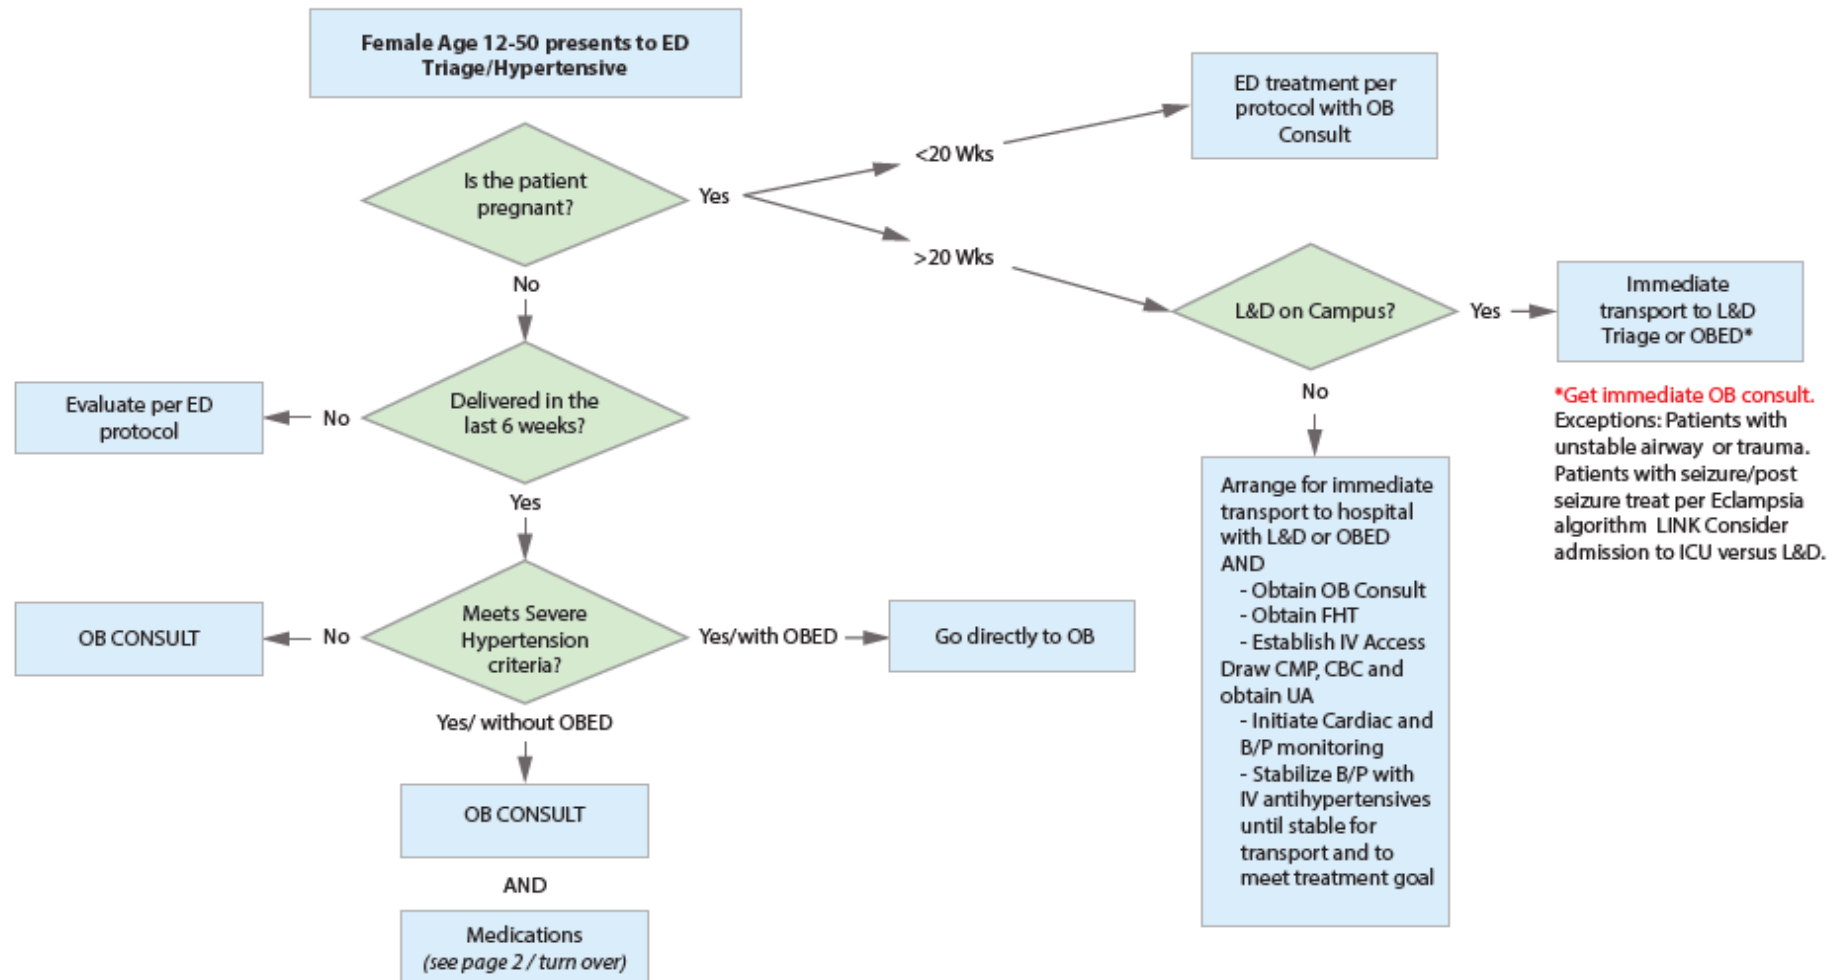 Female Age 12-50 presents to ED
Triage/Hypertensive
Is the patient
pregnant?
Yes
<20 Wks
ED treatment per
protocol with OB
Consult
>20 Wks
L&D on Campus?
Yes
Immediate
transport to L&D
Triage or OBED*
*Get immediate OB consult.
Exceptions: Patients with
unstable airway or trauma.
Patients with seizure/post
seizure treat per Eclampsia
algorithm LINK Consider
admission to ICU versus L&D.
No
Arrange for immediate
transport to hospital
with L&D or OBED
AND
- Obtain OB Consult
- Obtain FHT
- Establish IV Access
Draw CMP, CBC and
obtain UA
- Initiate Cardiac and
B/P monitoring
- Stabilize B/P with
IV antihypertensives
until stable for
transport and to
meet treatment goal
No
Delivered in the
last 6 weeks?
No
Evaluate per ED
protocol
Yes
Meets Severe
Hypertension
criteria?
No
OB CONSULT
Yes/with OBED
Go directly to OB
Yes/ without OBED
OB CONSULT
AND
Medications
(see page 2 / turn over)